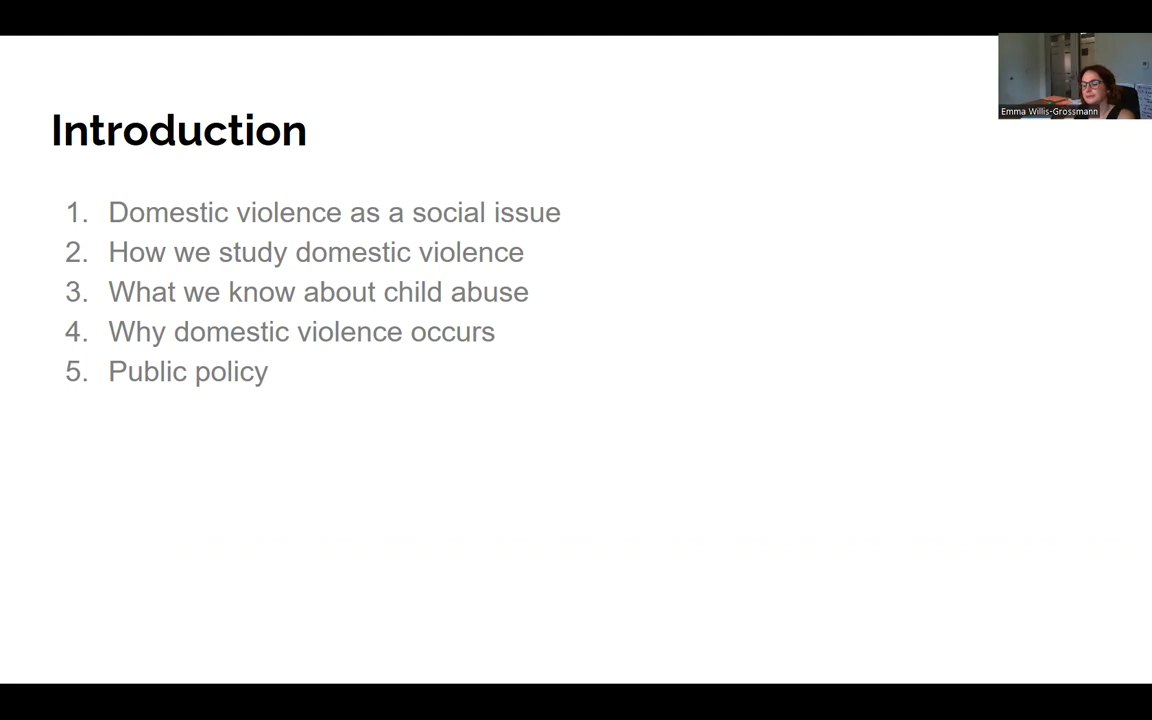 Introduction
Emma Willis-Grossmann
1. Domestic violence as a social issue
2. How we study domestic violence
3. What we know about child abuse
4. Why domestic violence occurs
5. Public policy